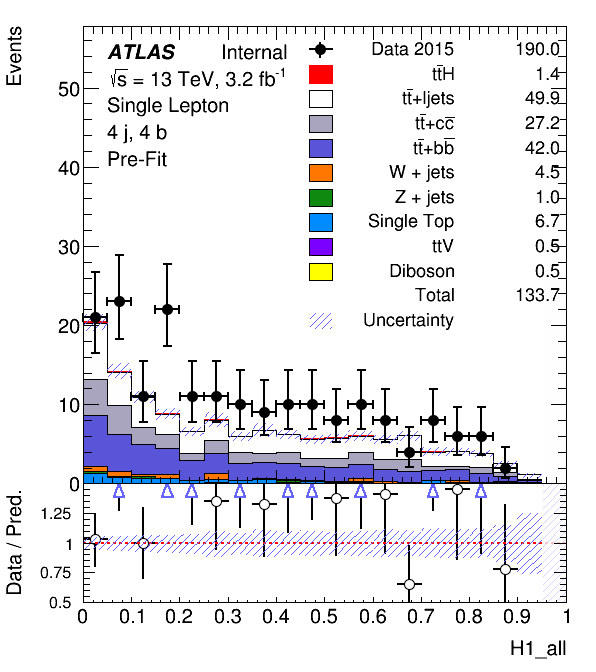 Events
ATLAS Internal
√s = 13 TeV, 3.2 fb⁻¹
Single Lepton
4 j, 4 b
Pre-Fit
Data 2015 190.0
tt̄H 1.4
tt̄+ljets 49.9
tt̄+cc̄ 27.2
tt̄+bb̄ 42.0
W + jets 4.5
Z + jets 1.0
Single Top 6.7
ttV 0.5
Diboson 0.5
Total 133.7
Uncertainty
50
40
30
20
10
0
Data / Pred.
1.25
1
0.75
0.5
0 0.1 0.2 0.3 0.4 0.5 0.6 0.7 0.8 0.9 1
H1_all